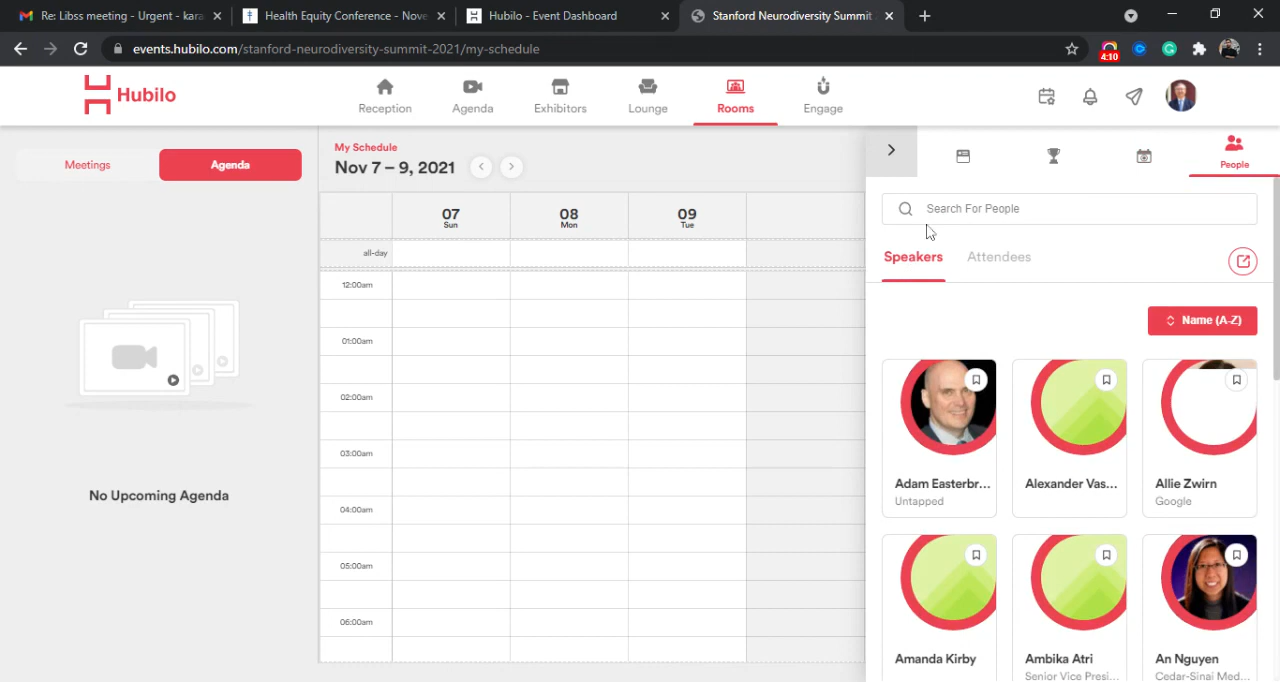 Re: Libss meeting - Urgent - kara
Health Equity Conference - Nove
Hubilo - Event Dashboard
Stanford Neurodiversity Summit
events.hubilo.com/stanford-neurodiversity-summit-2021/my-schedule
4:10
Hubilo
Reception
Agenda
Exhibitors
Lounge
Rooms
Engage
Meetings
Agenda
My Schedule
Nov 7 – 9, 2021
People
Search For People
07
Sun
08
Mon
09
Tue
all-day
12:00am
01:00am
02:00am
03:00am
04:00am
05:00am
06:00am
No Upcoming Agenda
Speakers
Attendees
Name (A-Z)
Adam Easterbr...
Untapped
Alexander Vas...
Allie Zwirn
Google
Amanda Kirby
Ambika Atri
Senior Vice Presi...
An Nguyen
Cedar-Sinai Med...